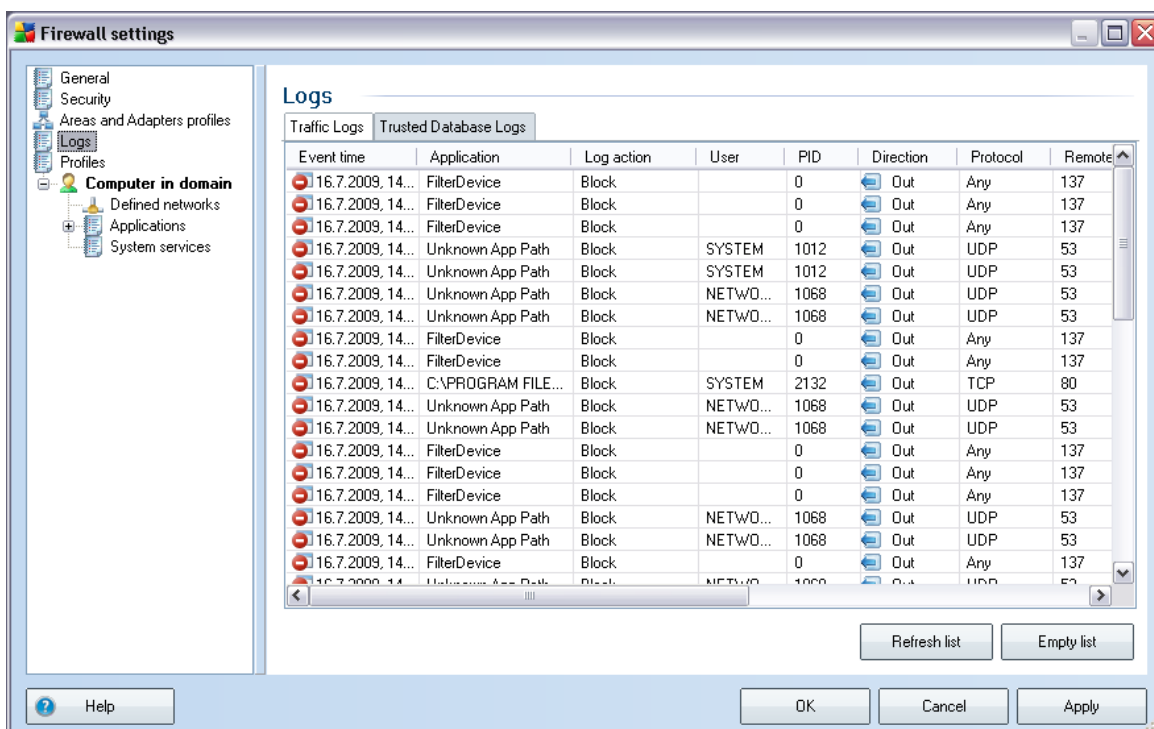 Firewall settings
General
Security
Areas and Adapters profiles
Logs
Profiles
Computer in domain
Defined networks
Applications
System services
Logs
Traffic Logs Trusted Database Logs
Event time Application Log action User PID Direction Protocol Remote
16.7.2009, 14... FilterDevice Block 0 Out Any 137
16.7.2009, 14... FilterDevice Block 0 Out Any 137
16.7.2009, 14... FilterDevice Block 0 Out Any 137
16.7.2009, 14... Unknown App Path Block SYSTEM 1012 Out UDP 53
16.7.2009, 14... Unknown App Path Block SYSTEM 1012 Out UDP 53
16.7.2009, 14... Unknown App Path Block NETWO... 1068 Out UDP 53
16.7.2009, 14... Unknown App Path Block NETWO... 1068 Out UDP 53
16.7.2009, 14... FilterDevice Block 0 Out Any 137
16.7.2009, 14... FilterDevice Block 0 Out Any 137
16.7.2009, 14... C:\PROGRAM FILE... Block SYSTEM 2132 Out TCP 80
16.7.2009, 14... Unknown App Path Block NETWO... 1068 Out UDP 53
16.7.2009, 14... Unknown App Path Block NETWO... 1068 Out UDP 53
16.7.2009, 14... FilterDevice Block 0 Out Any 137
16.7.2009, 14... FilterDevice Block 0 Out Any 137
16.7.2009, 14... FilterDevice Block 0 Out Any 137
16.7.2009, 14... Unknown App Path Block NETWO... 1068 Out UDP 53
16.7.2009, 14... Unknown App Path Block NETWO... 1068 Out UDP 53
16.7.2009, 14... FilterDevice Block 0 Out Any 137
Refresh list Empty list
Help OK Cancel Apply